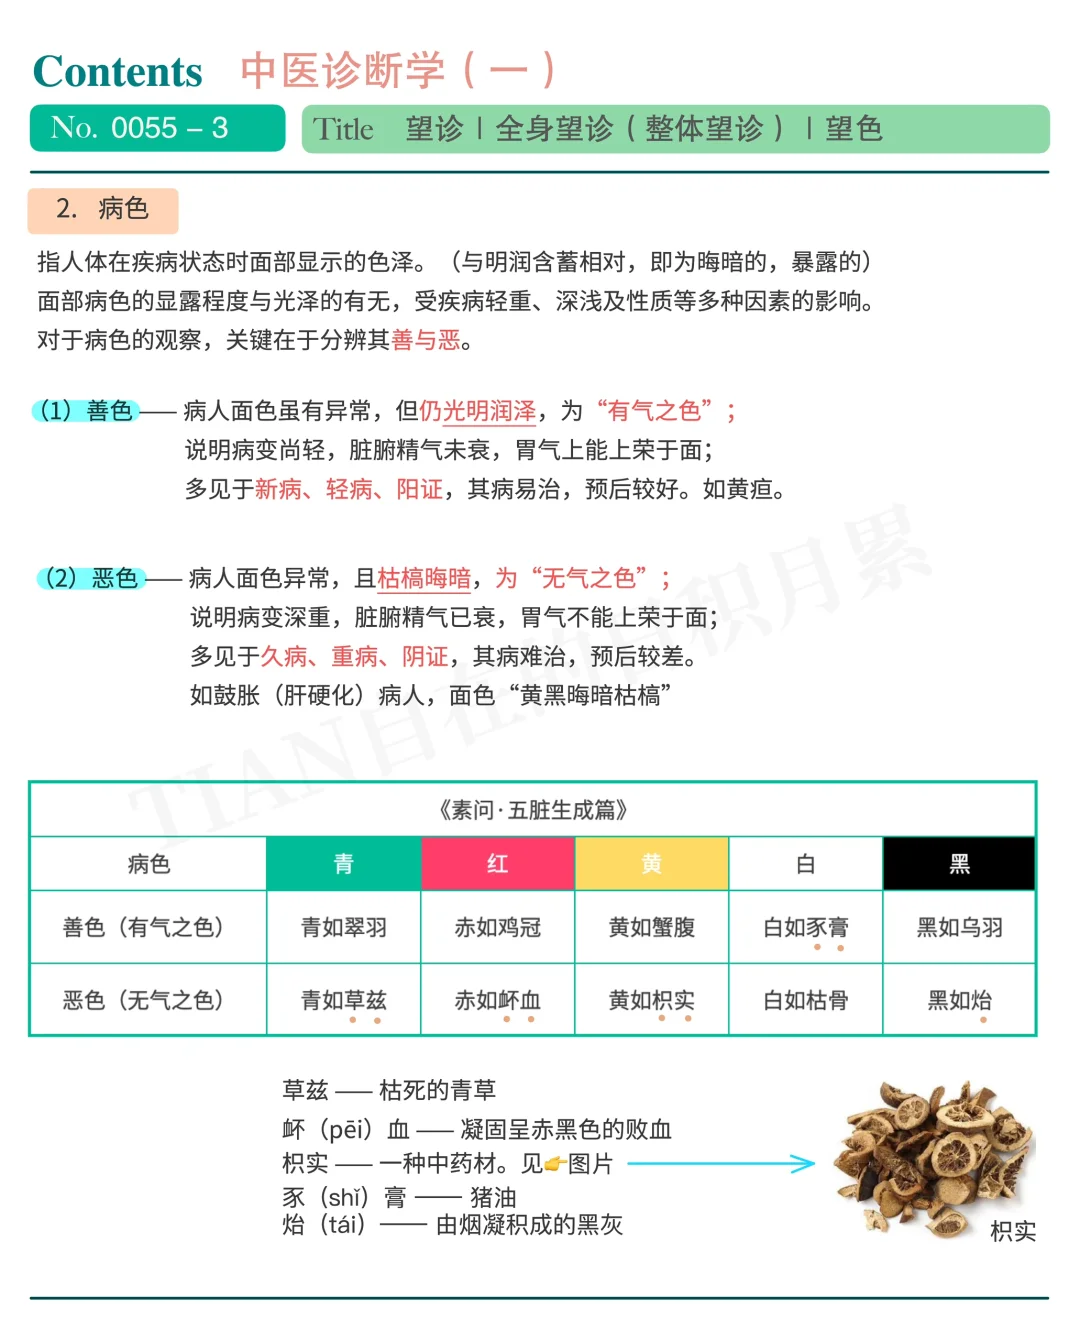 Contents 中医诊断学（一）
No. 0055 – 3
Title 望诊 | 全身望诊（整体望诊）| 望色
2. 病色
指人体在疾病状态时面部显示的色泽。（与明润含蓄相对，即为晦暗的，暴露的）
面部病色的显露程度与光泽的有无，受疾病轻重、深浅及性质等多种因素的影响。
对于病色的观察，关键在于分辨其善与恶。
（1）善色 —— 病人面色虽有异常，但仍光明润泽，为“有气之色”；
说明病变尚轻，脏腑精气未衰，胃气上能上荣于面；
多见于新病、轻病、阳证，其病易治，预后较好。如黄疸。
（2）恶色 —— 病人面色异常，且枯槁晦暗，为“无气之色”；
说明病变深重，脏腑精气已衰，胃气不能上荣于面；
多见于久病、重病、阴证，其病难治，预后较差。
如鼓胀（肝硬化）病人，面色“黄黑晦暗枯槁”
TIAN自在的日积月累
《素问·五脏生成篇》
病色 青 红 黄 白 黑
善色（有气之色） 青如翠羽 赤如鸡冠 黄如蟹腹 白如豕膏 黑如乌羽
恶色（无气之色） 青如草兹 赤如衃血 黄如枳实 白如枯骨 黑如炲
草兹 —— 枯死的青草
衃（pēi）血 —— 凝固呈赤黑色的败血
枳实 —— 一种中药材。见👉图片
豕（shǐ）膏 —— 猪油
炲（tái）—— 由烟凝积成的黑灰
枳实